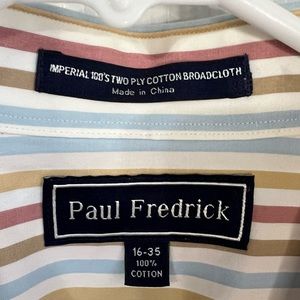 IMPERIAL 100'S TWO PLY COTTON BROADCLOTH
Made in China
Paul Fredrick
16-35
100%
COTTON